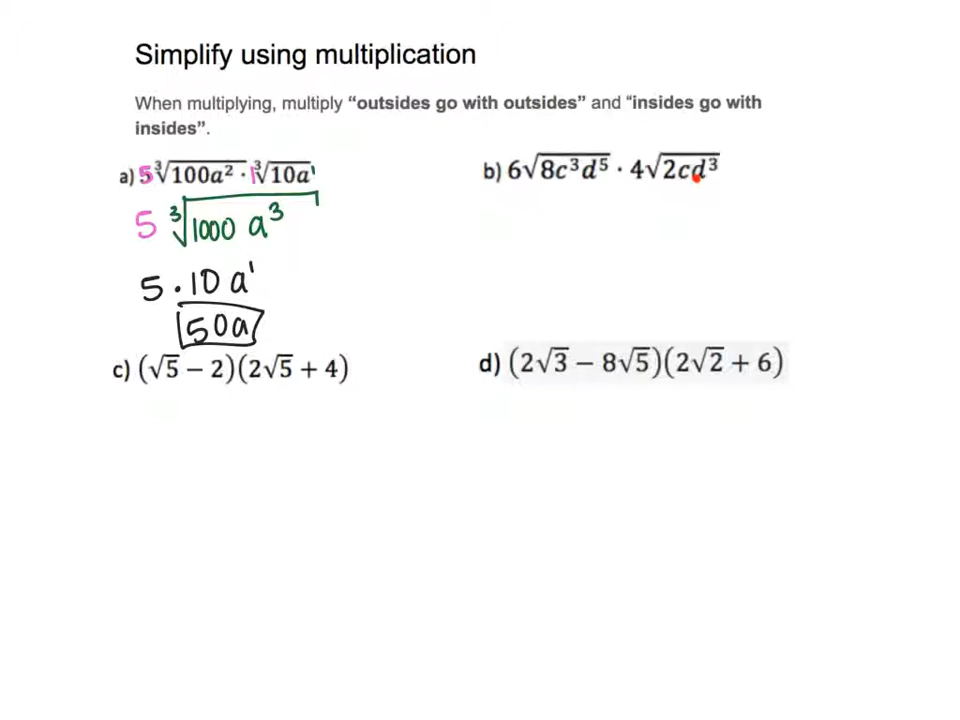 Simplify using multiplication
When multiplying, multiply “outsides go with outsides” and “insides go with
insides”.
a) 5∛(100a²) · 1∛(10a¹)
b) 6√(8c³d⁵) · 4√(2cd³)
5 ∛(1000 a³)
5 · 10 a¹
50a
c) (√5 − 2)(2√5 + 4)
d) (2√3 − 8√5)(2√2 + 6)